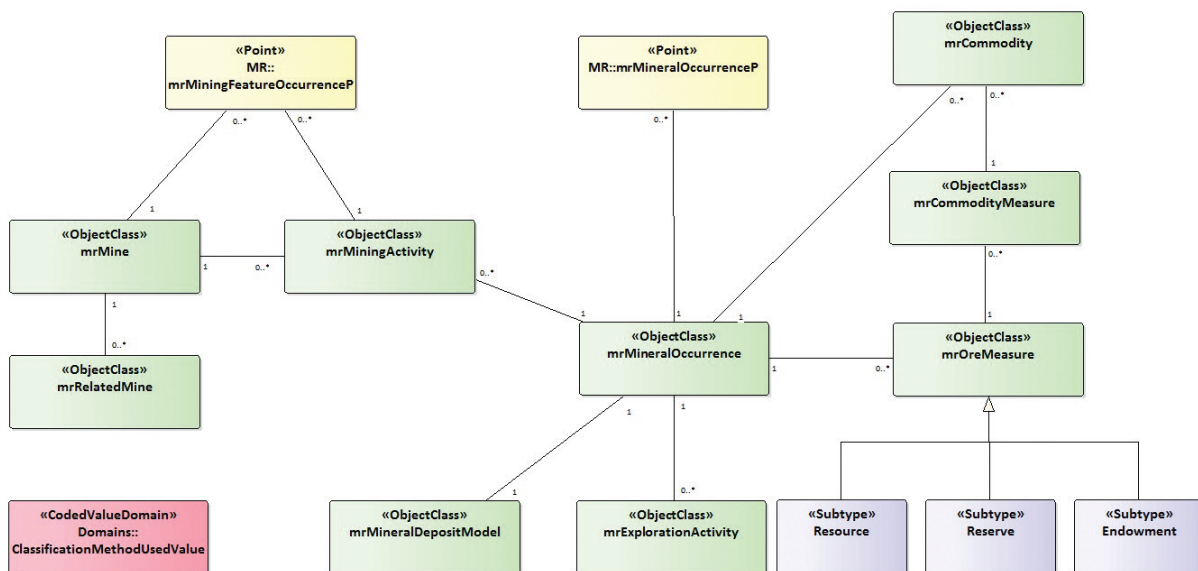 «ObjectClass»
mrCommodity
«Point»
MR::
mrMiningFeatureOccurrenceP
«Point»
MR::mrMineralOccurrenceP
0..*
0..*
0..*
0..*
0..*
1
«ObjectClass»
mrCommodityMeasure
1
1
«ObjectClass»
mrMine
«ObjectClass»
mrMiningActivity
1
0..*
0..*
0..*
1
1
1
1
1
«ObjectClass»
mrMineralOccurrence
«ObjectClass»
mrOreMeasure
0..*
«ObjectClass»
mrRelatedMine
1
0..*
1
1
1
0..*
«CodedValueDomain»
Domains::
ClassificationMethodUsedValue
«ObjectClass»
mrMineralDepositModel
«ObjectClass»
mrExplorationActivity
«Subtype»
Resource
«Subtype»
Reserve
«Subtype»
Endowment